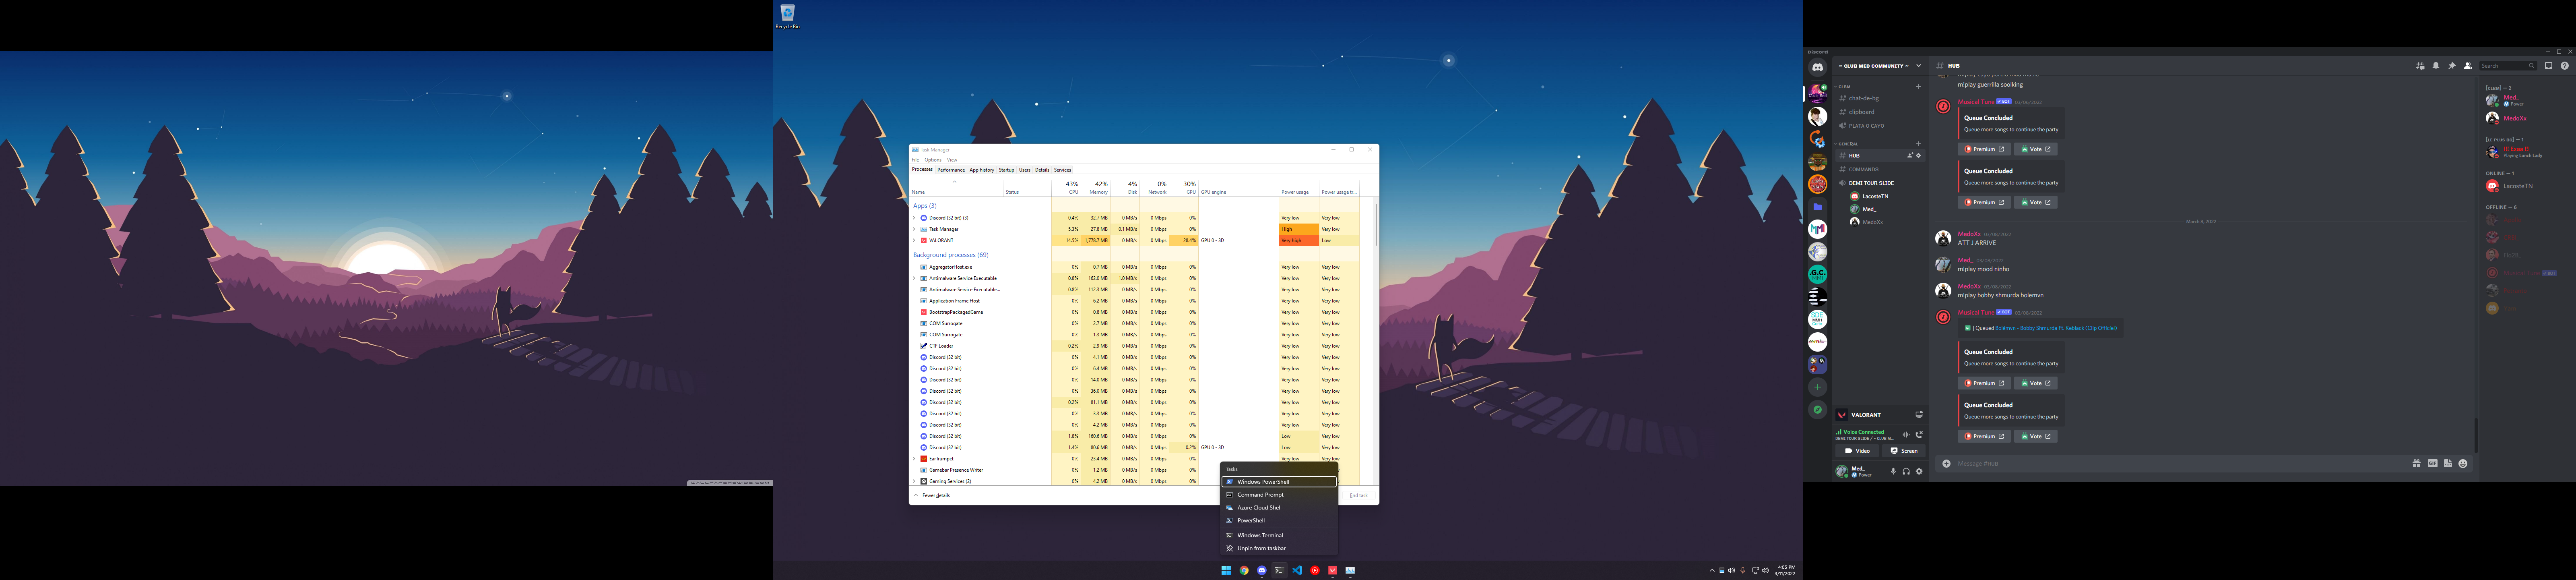 Recycle Bin
Task Manager
File Options View
Processes Performance App history Startup Users Details Services
43% 42% 4% 0% 30%
Name Status CPU Memory Disk Network GPU GPU engine Power usage Power usage tr...
Apps (3)
Discord (32 bit) (3) 0.4% 32.7 MB 0 MB/s 0 Mbps 0% Very low Very low
Task Manager 5.3% 27.8 MB 0.1 MB/s 0 Mbps 0% High Very low
VALORANT 14.5% 1,778.7 MB 0 MB/s 0 Mbps 28.4% GPU 0 - 3D Very high Low
Background processes (69)
AggregatorHost.exe 0% 0.7 MB 0 MB/s 0 Mbps 0% Very low Very low
Antimalware Service Executable 0.8% 162.0 MB 1.0 MB/s 0 Mbps 0% Very low Very low
Antimalware Service Executable... 0.8% 112.3 MB 0 MB/s 0 Mbps 0% Very low Very low
Application Frame Host 0% 6.2 MB 0 MB/s 0 Mbps 0% Very low Very low
BootstrapPackagedGame 0% 0.8 MB 0 MB/s 0 Mbps 0% Very low Very low
COM Surrogate 0% 2.7 MB 0 MB/s 0 Mbps 0% Very low Very low
COM Surrogate 0% 1.3 MB 0 MB/s 0 Mbps 0% Very low Very low
CTF Loader 0.2% 2.9 MB 0 MB/s 0 Mbps 0% Very low Very low
Discord (32 bit) 0% 4.1 MB 0 MB/s 0 Mbps 0% Very low Very low
Discord (32 bit) 0% 6.4 MB 0 MB/s 0 Mbps 0% Very low Very low
Discord (32 bit) 0% 14.0 MB 0 MB/s 0 Mbps 0% Very low Very low
Discord (32 bit) 0% 36.0 MB 0 MB/s 0 Mbps 0% Very low Very low
Discord (32 bit) 0.2% 81.1 MB 0 MB/s 0 Mbps 0% Very low Very low
Discord (32 bit) 0% 3.3 MB 0 MB/s 0 Mbps 0% Very low Very low
Discord (32 bit) 0% 4.2 MB 0 MB/s 0 Mbps 0% Very low Very low
Discord (32 bit) 1.8% 160.6 MB 0 MB/s 0 Mbps 0% Low Very low
Discord (32 bit) 1.4% 80.6 MB 0 MB/s 0 Mbps 0.2% GPU 0 - 3D Low Very low
EarTrumpet 0% 23.4 MB 0 MB/s 0 Mbps 0% Very low Very low
Gamebar Presence Writer 0% 1.2 MB 0 MB/s 0 Mbps 0%
Gaming Services (2) 0% 4.2 MB 0 MB/s 0 Mbps 0%
Fewer details
End task
Tasks
Windows PowerShell
Command Prompt
Azure Cloud Shell
PowerShell
Windows Terminal
Unpin from taskbar
4:05 PM
3/11/2022
Discord
~ CLUB MED COMMUNITY ~
CLEM
chat-de-bg
clipboard
PLATA O CAYO
GENERAL
HUB
COMMANDS
DEMI TOUR SLIDE
LacosteTN
Med_
MedoXs
VALORANT
Voice Connected
DEMI TOUR SLIDE / ~ CLUB M...
Video Screen
Med_
Power
HUB
Search
m!play guerrilla soolking
Musical Tune BOT 03/06/2022
Queue Concluded
Queue more songs to continue the party
Premium Vote
Queue Concluded
Queue more songs to continue the party
Premium Vote
March 8, 2022
MedoXs 03/08/2022
ATT J ARRIVE
Med_ 03/08/2022
m!play mood ninho
MedoXs 03/08/2022
m!play bobby shmurda bolemvn
Musical Tune BOT 03/08/2022
| Queued Bolémvn - Bobby Shmurda Ft. Keblack (Clip Officiel)
Queue Concluded
Queue more songs to continue the party
Premium Vote
Queue Concluded
Queue more songs to continue the party
Premium Vote
Message #HUB
GIF
[CLEM] — 2
Med_
Power
MedoXs
Playing Lunch Lady
ONLINE — 1
LacosteTN
OFFLINE — 6